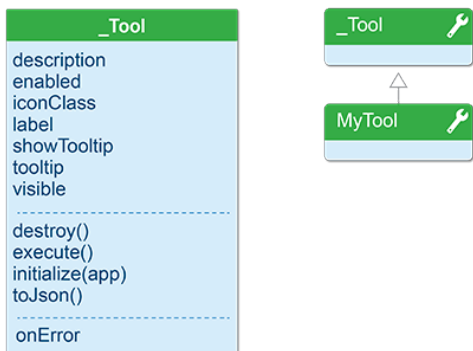 _Tool
description
enabled
iconClass
label
showTooltip
tooltip
visible
destroy()
execute()
initialize(app)
toJson()
onError
_Tool
MyTool